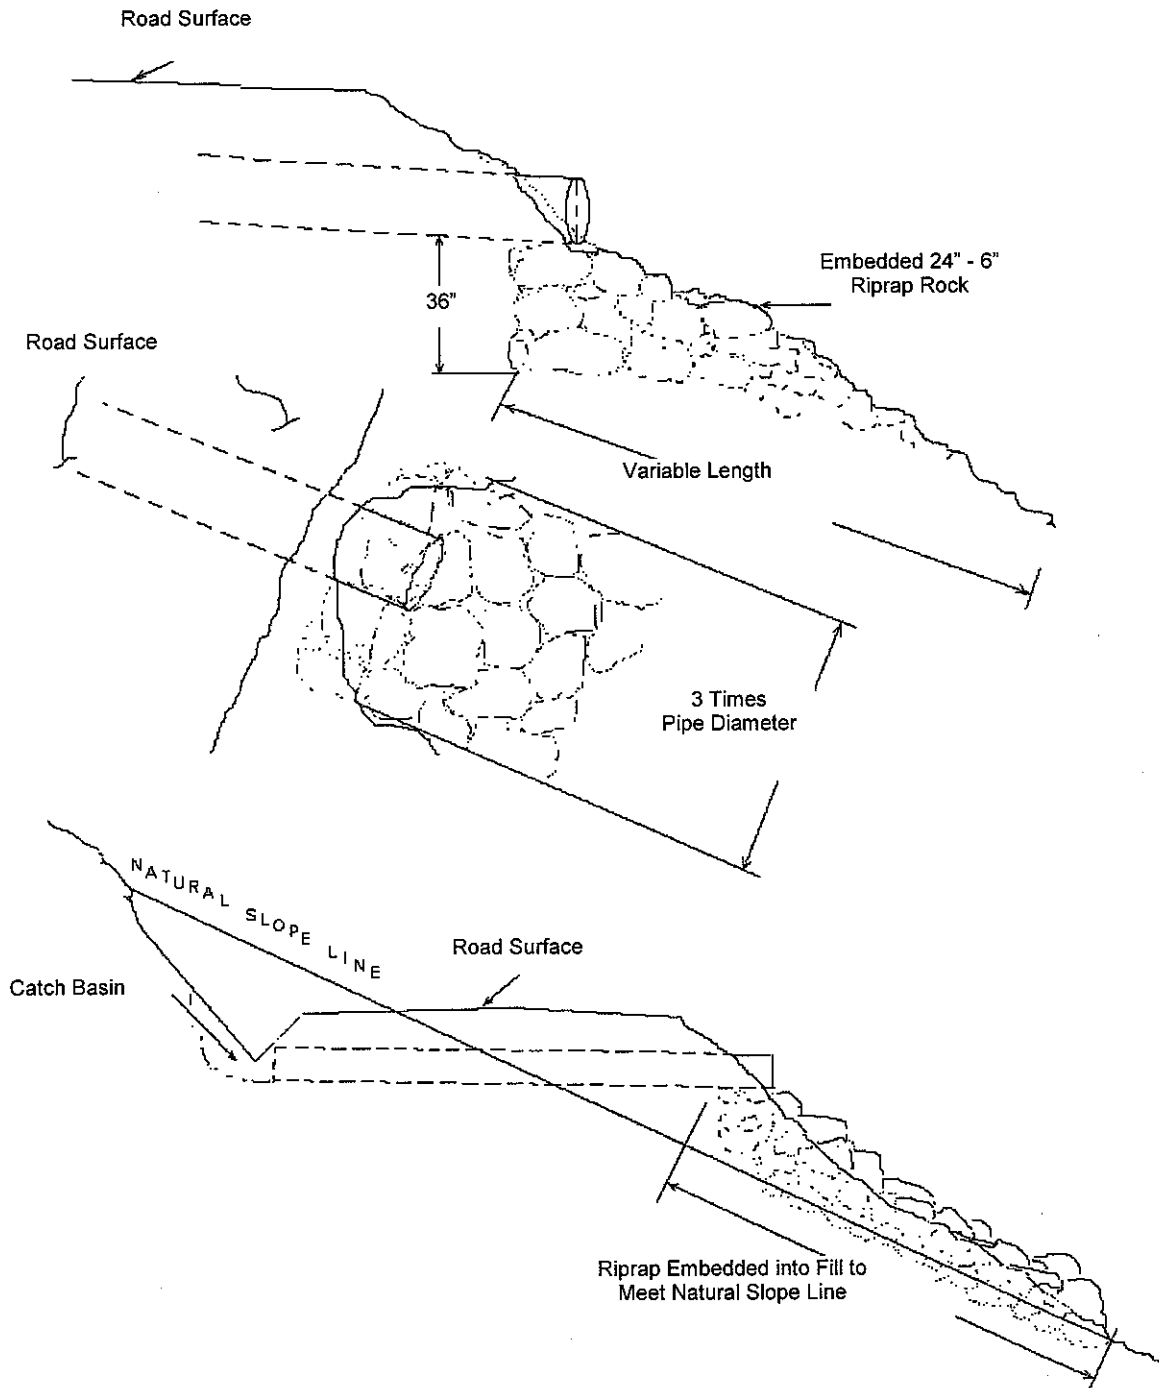 Road Surface
Embedded 24" - 6"
Riprap Rock
36"
Road Surface
Variable Length
3 Times
Pipe Diameter
NATURAL SLOPE LINE
Road Surface
Catch Basin
Riprap Embedded into Fill to
Meet Natural Slope Line